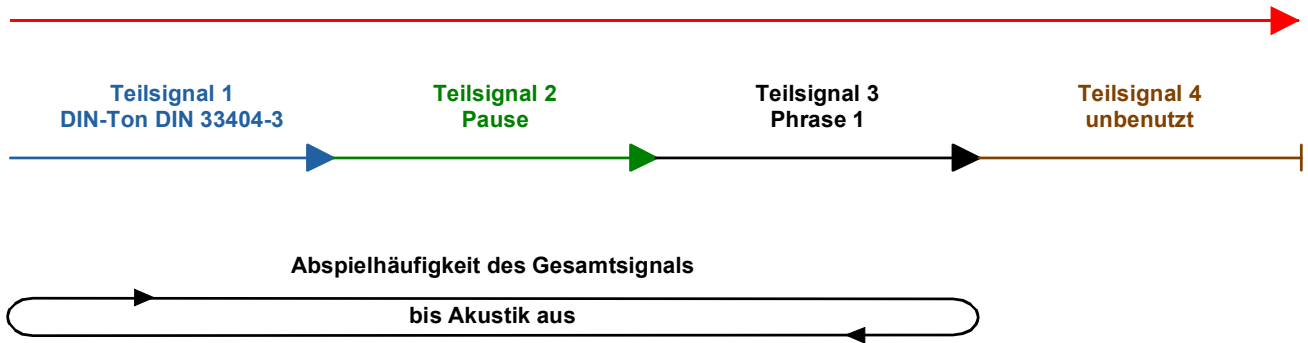 Teilsignal 1
DIN-Ton DIN 33404-3
Teilsignal 2
Pause
Teilsignal 3
Phrase 1
Teilsignal 4
unbenutzt
Abspielhäufigkeit des Gesamtsignals
bis Akustik aus